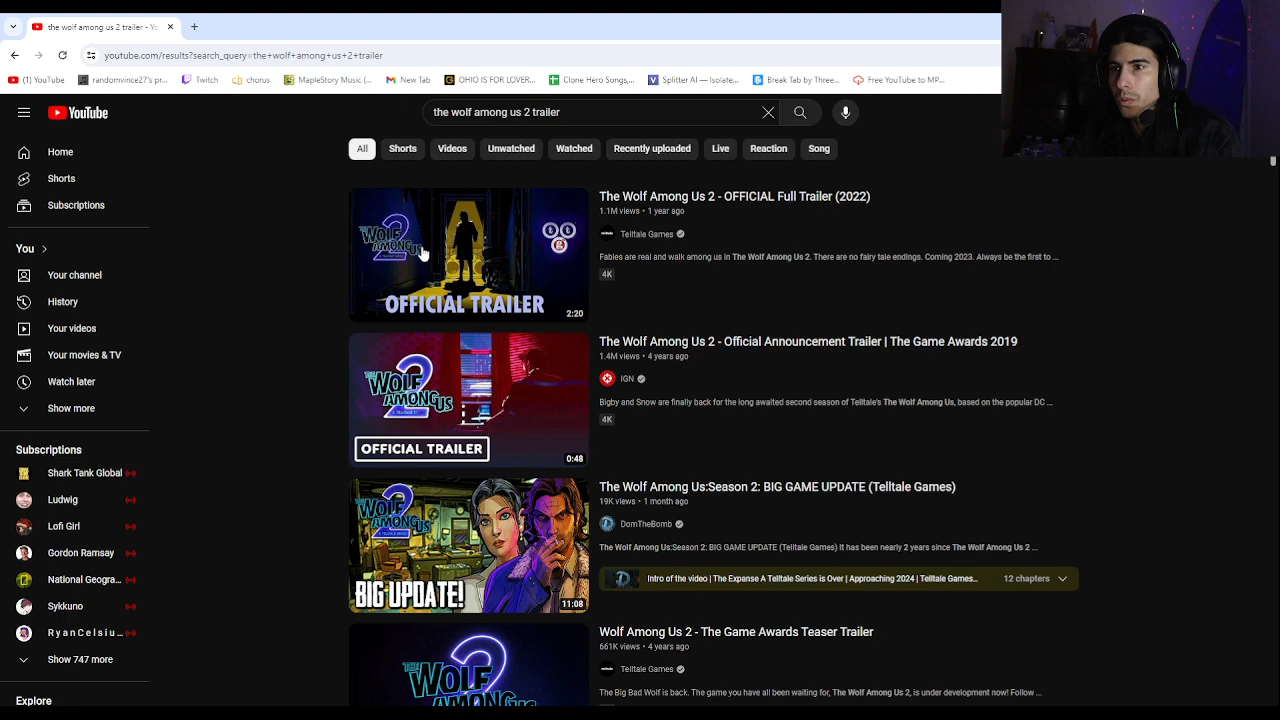 the wolf among us 2 trailer - Yo
youtube.com/results?search_query=the+wolf+among+us+2+trailer
(1) YouTube
randomvince27's pr...
Twitch
chorus
MapleStory Music (...
New Tab
OHIO IS FOR LOVER...
Clone Hero Songs,...
Splitter AI — Isolate...
Break Tab by Three...
Free YouTube to MP...
YouTube
the wolf among us 2 trailer
Home
Shorts
Subscriptions
You
Your channel
History
Your videos
Your movies & TV
Watch later
Show more
Subscriptions
Shark Tank Global
Ludwig
Lofi Girl
Gordon Ramsay
National Geogra...
Sykkuno
R y a n C e l s i u ...
Show 747 more
Explore
All
Shorts
Videos
Unwatched
Watched
Recently uploaded
Live
Reaction
Song
THE
WOLF 2
AMONG US
OFFICIAL TRAILER
2:20
The Wolf Among Us 2 - OFFICIAL Full Trailer (2022)
1.1M views • 1 year ago
Telltale Games
Fables are real and walk among us in The Wolf Among Us 2. There are no fairy tale endings. Coming 2023. Always be the first to ...
4K
THE
WOLF 2
AMONG US
OFFICIAL TRAILER
0:48
The Wolf Among Us 2 - Official Announcement Trailer | The Game Awards 2019
1.4M views • 4 years ago
IGN
Bigby and Snow are finally back for the long awaited second season of Telltale's The Wolf Among Us, based on the popular DC ...
4K
THE
WOLF 2
AMONG US
BIG UPDATE!
11:08
The Wolf Among Us:Season 2: BIG GAME UPDATE (Telltale Games)
19K views • 1 month ago
DomTheBomb
The Wolf Among Us:Season 2: BIG GAME UPDATE (Telltale Games) It has been nearly 2 years since The Wolf Among Us 2 ...
Intro of the video | The Expanse A Telltale Series is Over | Approaching 2024 | Telltale Games...
12 chapters
THE
WOLF 2
AMONG US
Wolf Among Us 2 - The Game Awards Teaser Trailer
661K views • 4 years ago
Telltale Games
The Big Bad Wolf is back. The game you have all been waiting for, The Wolf Among Us 2, is under development now! Follow ...